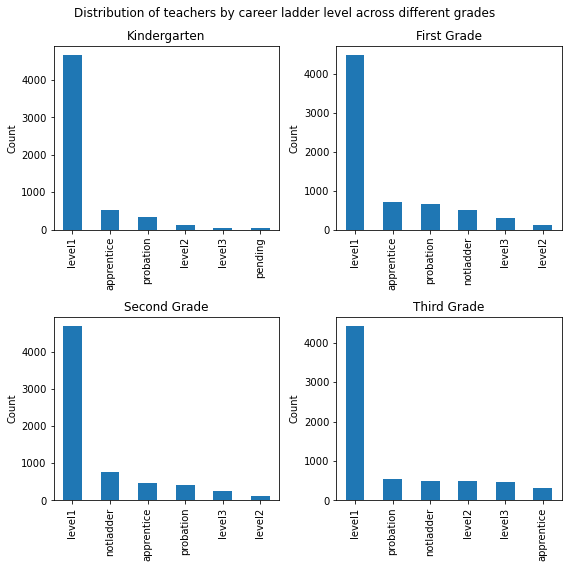 Distribution of teachers by career ladder level across different grades
Kindergarten
Count
4000
3000
2000
1000
0
level1
apprentice
probation
level2
level3
pending
First Grade
Count
4000
3000
2000
1000
0
level1
apprentice
probation
notladder
level3
level2
Second Grade
Count
4000
3000
2000
1000
0
level1
notladder
apprentice
probation
level3
level2
Third Grade
Count
4000
3000
2000
1000
0
level1
probation
notladder
level2
level3
apprentice